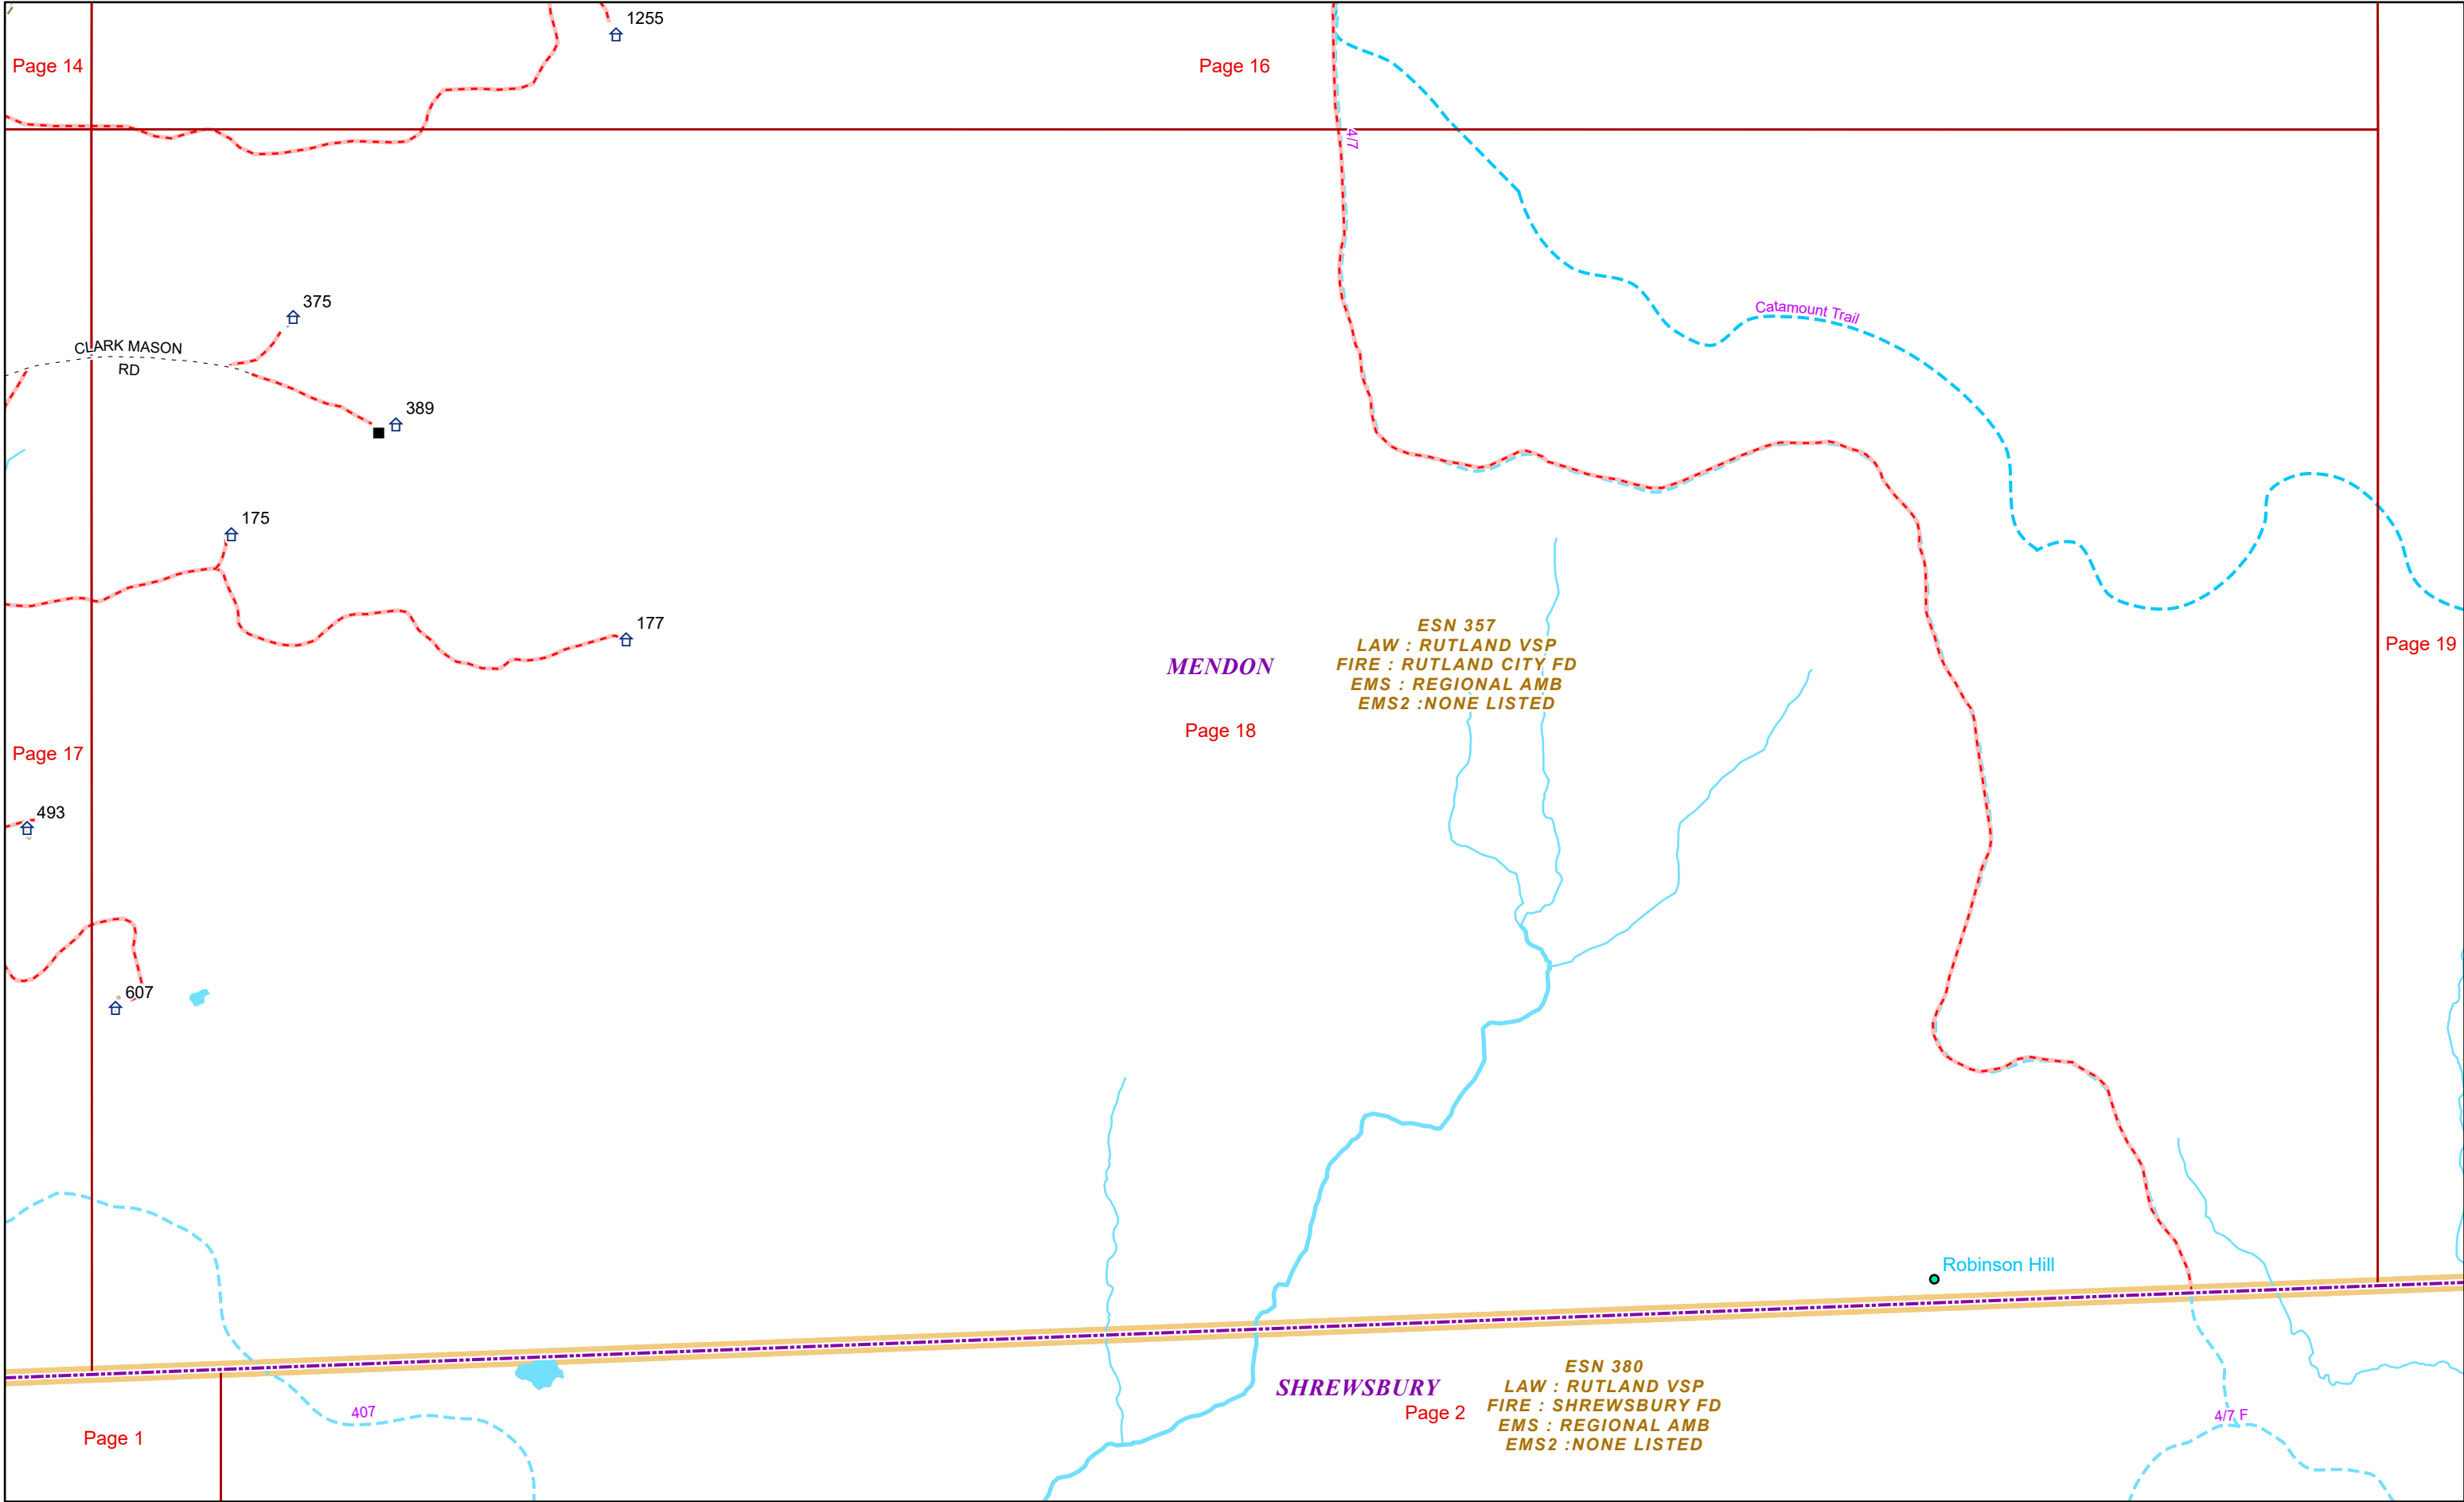 1255
Page 14
Page 16
4/7
375
Catamount Trail
CLARK MASON
RD
389
175
177
ESN 357
LAW : RUTLAND VSP
FIRE : RUTLAND CITY FD
EMS : REGIONAL AMB
EMS2 :NONE LISTED
MENDON
Page 19
Page 18
Page 17
493
607
Robinson Hill
ESN 380
LAW : RUTLAND VSP
FIRE : SHREWSBURY FD
EMS : REGIONAL AMB
EMS2 :NONE LISTED
SHREWSBURY
Page 2
407
4/7 F
Page 1